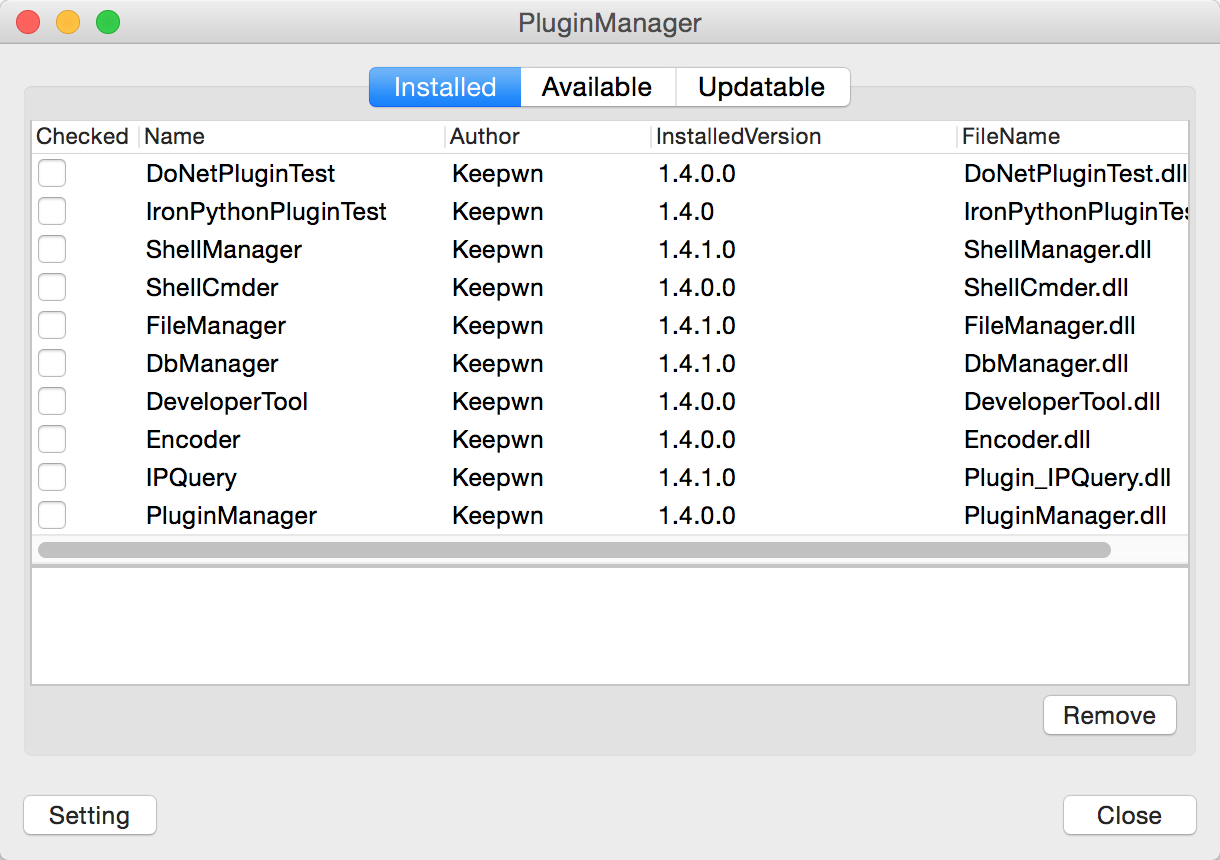 PluginManager
Installed Available Updatable
Checked Name Author InstalledVersion FileName
DoNetPluginTest Keepwn 1.4.0.0 DoNetPluginTest.dll
IronPythonPluginTest Keepwn 1.4.0 IronPythonPluginTes
ShellManager Keepwn 1.4.1.0 ShellManager.dll
ShellCmder Keepwn 1.4.0.0 ShellCmder.dll
FileManager Keepwn 1.4.1.0 FileManager.dll
DbManager Keepwn 1.4.1.0 DbManager.dll
DeveloperTool Keepwn 1.4.0.0 DeveloperTool.dll
Encoder Keepwn 1.4.0.0 Encoder.dll
IPQuery Keepwn 1.4.1.0 Plugin_IPQuery.dll
PluginManager Keepwn 1.4.0.0 PluginManager.dll
Remove
Setting Close